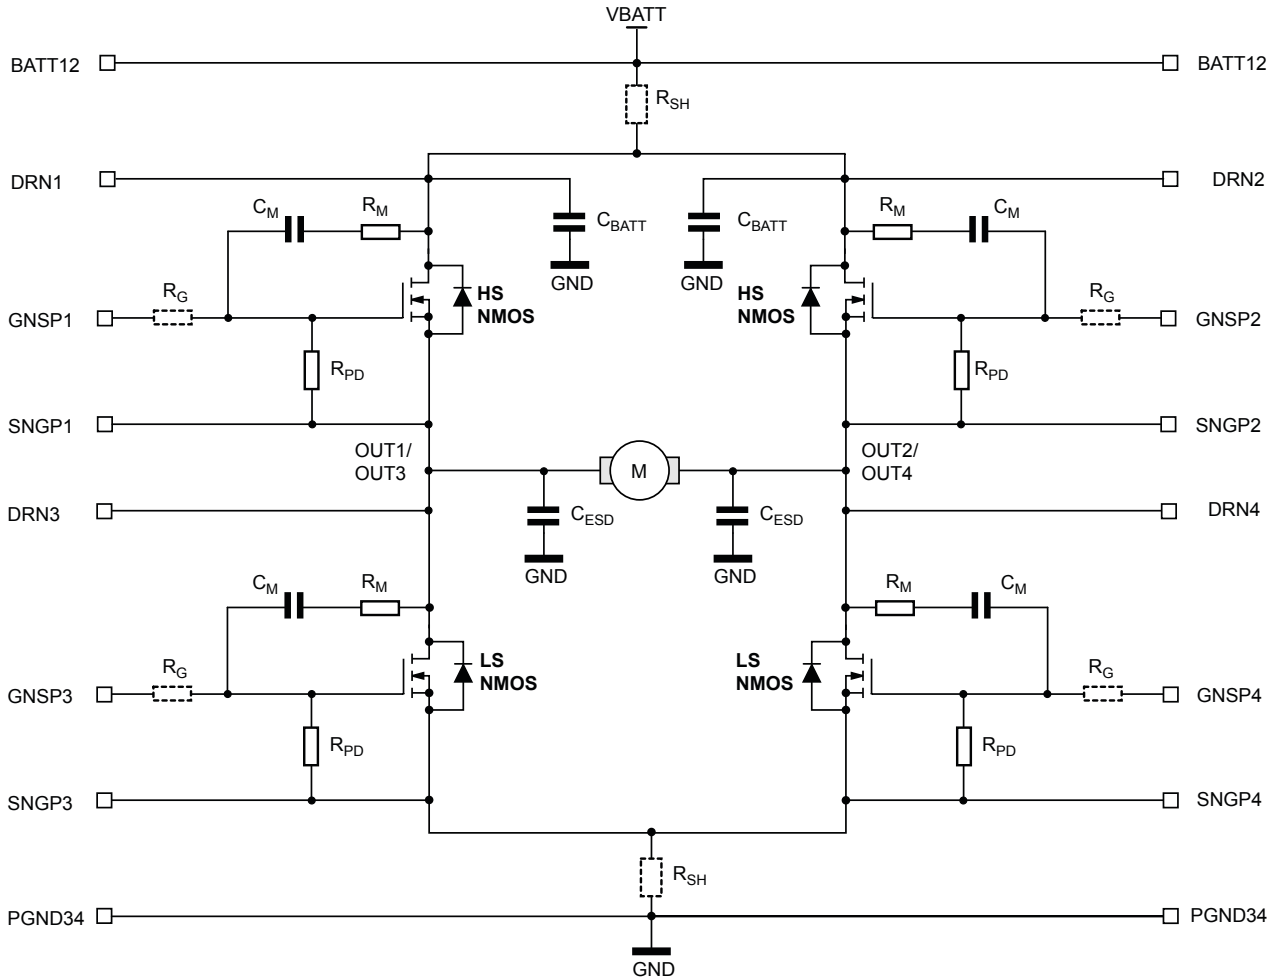 VBATT
BATT12
BATT12
RSH
DRN1
DRN2
CM
RM
CBATT
CBATT
RM
CM
GND
GND
RG
HS
NMOS
HS
NMOS
RG
GNSP1
GNSP2
RPD
RPD
SNGP1
SNGP2
OUT1/
OUT3
M
OUT2/
OUT4
DRN3
DRN4
CESD
CESD
GND
GND
CM
RM
RM
CM
RG
LS
NMOS
LS
NMOS
RG
GNSP3
GNSP4
RPD
RPD
SNGP3
SNGP4
RSH
PGND34
PGND34
GND